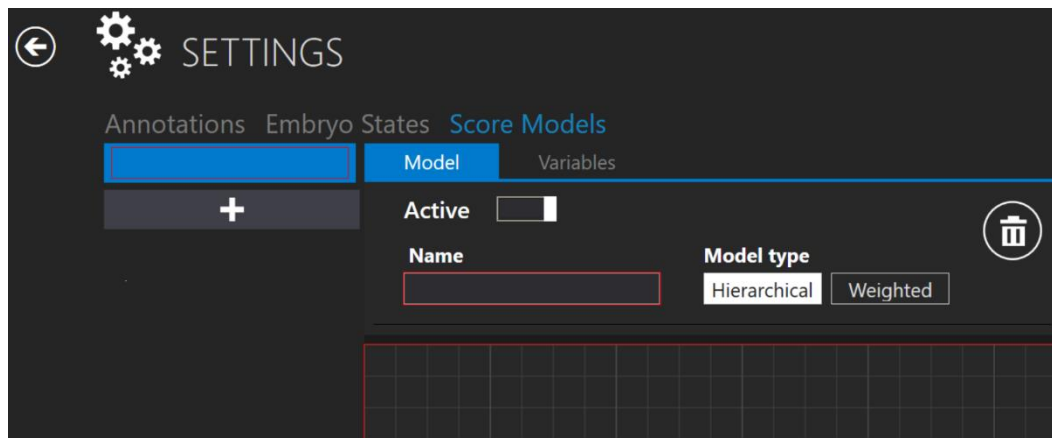 SETTINGS
Annotations Embryo States Score Models
Model Variables
Active
Name Model type
Hierarchical Weighted